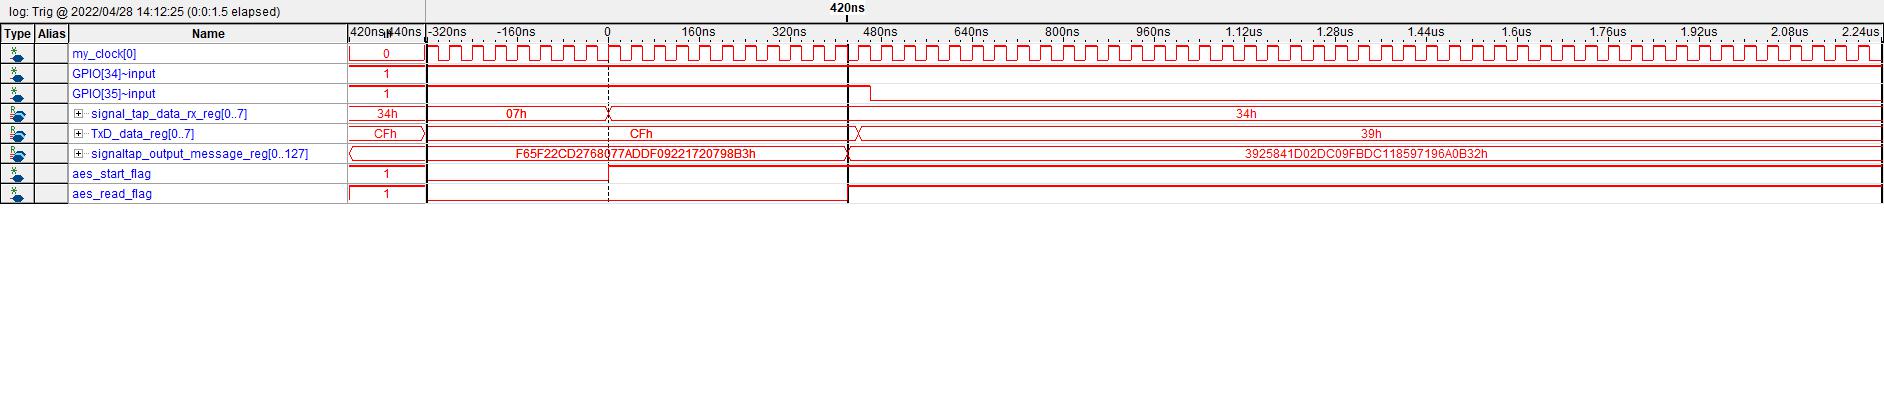 log: Trig @ 2022/04/28 14:12:25 (0:0:1.5 elapsed) 420ns
Type Alias Name 420ns 440ns -320ns -160ns 0 160ns 320ns 480ns 640ns 800ns 960ns 1.12us 1.28us 1.44us 1.6us 1.76us 1.92us 2.08us 2.24us
my_clock[0] 0
GPIO[34]~input 1
GPIO[35]~input 1
signal_tap_data_rx_reg[0..7] 34h 07h 34h
TxD_data_reg[0..7] CFh CFh 39h
signaltap_output_message_reg[0..127] F65F22CD2768077ADDF09221720798B3h 3925841D02DC09FBDC118597196A0B32h
aes_start_flag 1
aes_read_flag 1